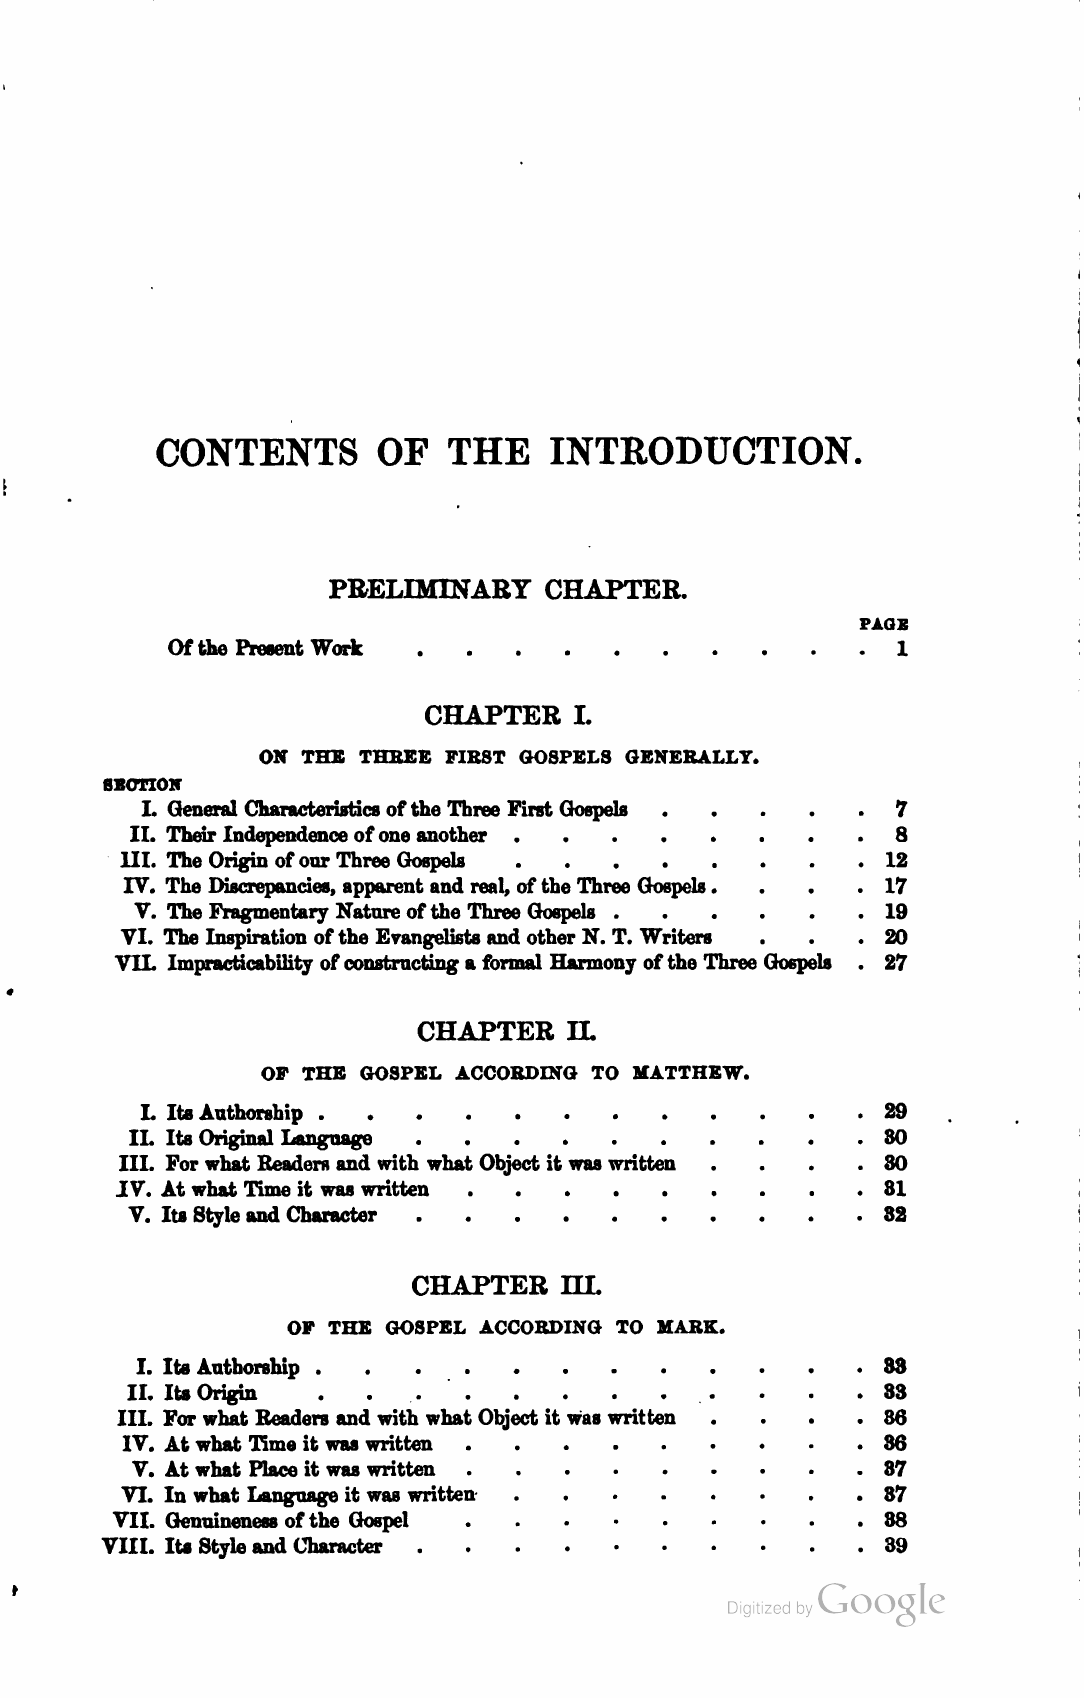 CONTENTS OF THE INTRODUCTION.
PRELIMINARY CHAPTER.
PAGE
Of the Present Work . . . . . . . . . . 1
CHAPTER I.
ON THE THREE FIRST GOSPELS GENERALLY.
SECTION
I. General Characteristics of the Three First Gospels . . . . . 7
II. Their Independence of one another . . . . . . . . 8
III. The Origin of our Three Gospels . . . . . . . . 12
IV. The Discrepancies, apparent and real, of the Three Gospels . . . . 17
V. The Fragmentary Nature of the Three Gospels . . . . . . 19
VI. The Inspiration of the Evangelists and other N. T. Writers . . . 20
VII. Impracticability of constructing a formal Harmony of the Three Gospels . 27
CHAPTER II.
OF THE GOSPEL ACCORDING TO MATTHEW.
I. Its Authorship . . . . . . . . . . . . 29
II. Its Original Language . . . . . . . . . . 30
III. For what Readers and with what Object it was written . . . . 30
IV. At what Time it was written . . . . . . . . . 31
V. Its Style and Character . . . . . . . . . . 32
CHAPTER III.
OF THE GOSPEL ACCORDING TO MARK.
I. Its Authorship . . . . . . . . . . . . 33
II. Its Origin . . . . . . . . . . . . 33
III. For what Readers and with what Object it was written . . . . 36
IV. At what Time it was written . . . . . . . . . 36
V. At what Place it was written . . . . . . . . . 37
VI. In what Language it was written . . . . . . . . 37
VII. Genuineness of the Gospel . . . . . . . . . 38
VIII. Its Style and Character . . . . . . . . . . 39
Digitized by Google